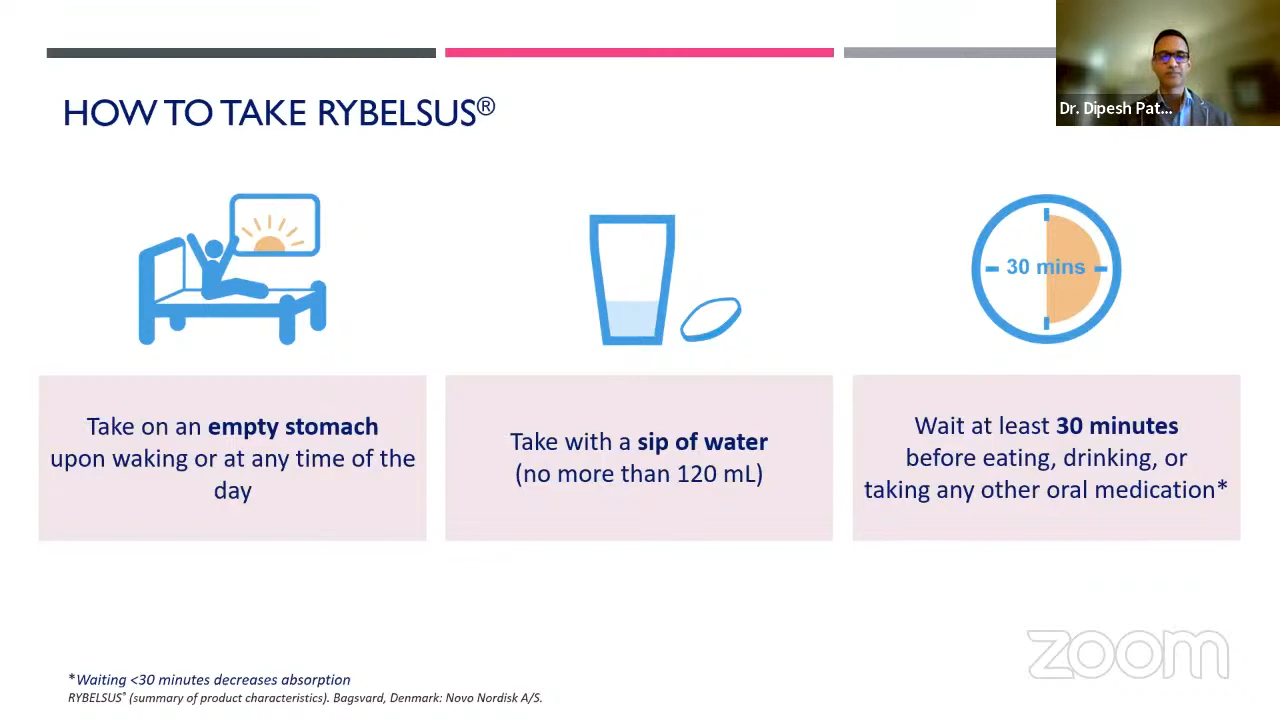 HOW TO TAKE RYBELSUS®
Dr. Dipesh Pat...
30 mins
Take on an empty stomach
upon waking or at any time of the
day
Take with a sip of water
(no more than 120 mL)
Wait at least 30 minutes
before eating, drinking, or
taking any other oral medication*
zoom
*Waiting <30 minutes decreases absorption
RYBELSUS® (summary of product characteristics). Bagsvard, Denmark: Novo Nordisk A/S.